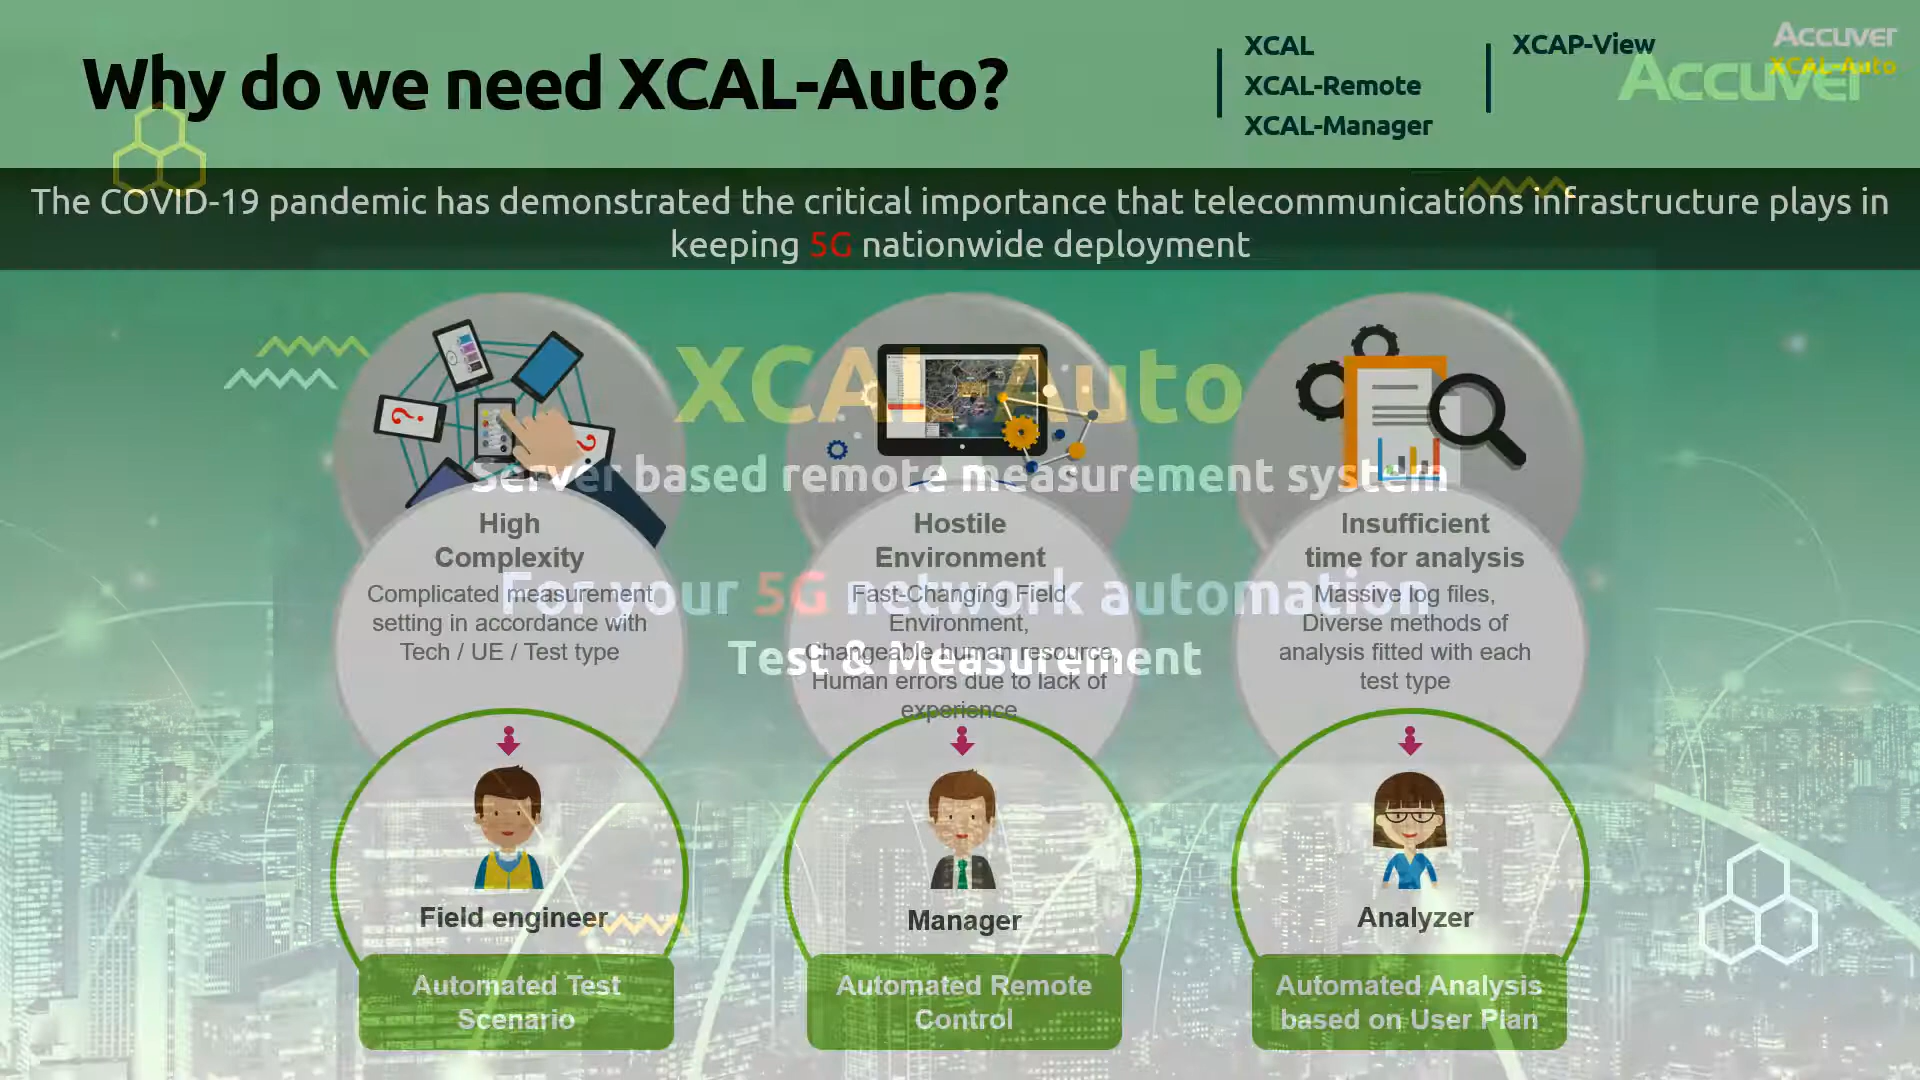 Why do we need XCAL-Auto?
XCAL
XCAL-Remote
XCAL-Manager
XCAP-View
Accuver
XCAL-Auto
Accuver
The COVID-19 pandemic has demonstrated the critical importance that telecommunications infrastructure plays in
keeping 5G nationwide deployment
XCAL-Auto
Server based remote measurement system
For your 5G network automation
Test & Measurement
High
Complexity
Complicated measurement
setting in accordance with
Tech / UE / Test type
Hostile
Environment
Fast-Changing Field
Environment,
Changeable human resource,
Human errors due to lack of
experience
Insufficient
time for analysis
Massive log files,
Diverse methods of
analysis fitted with each
test type
Field engineer
Manager
Analyzer
Automated Test
Scenario
Automated Remote
Control
Automated Analysis
based on User Plan